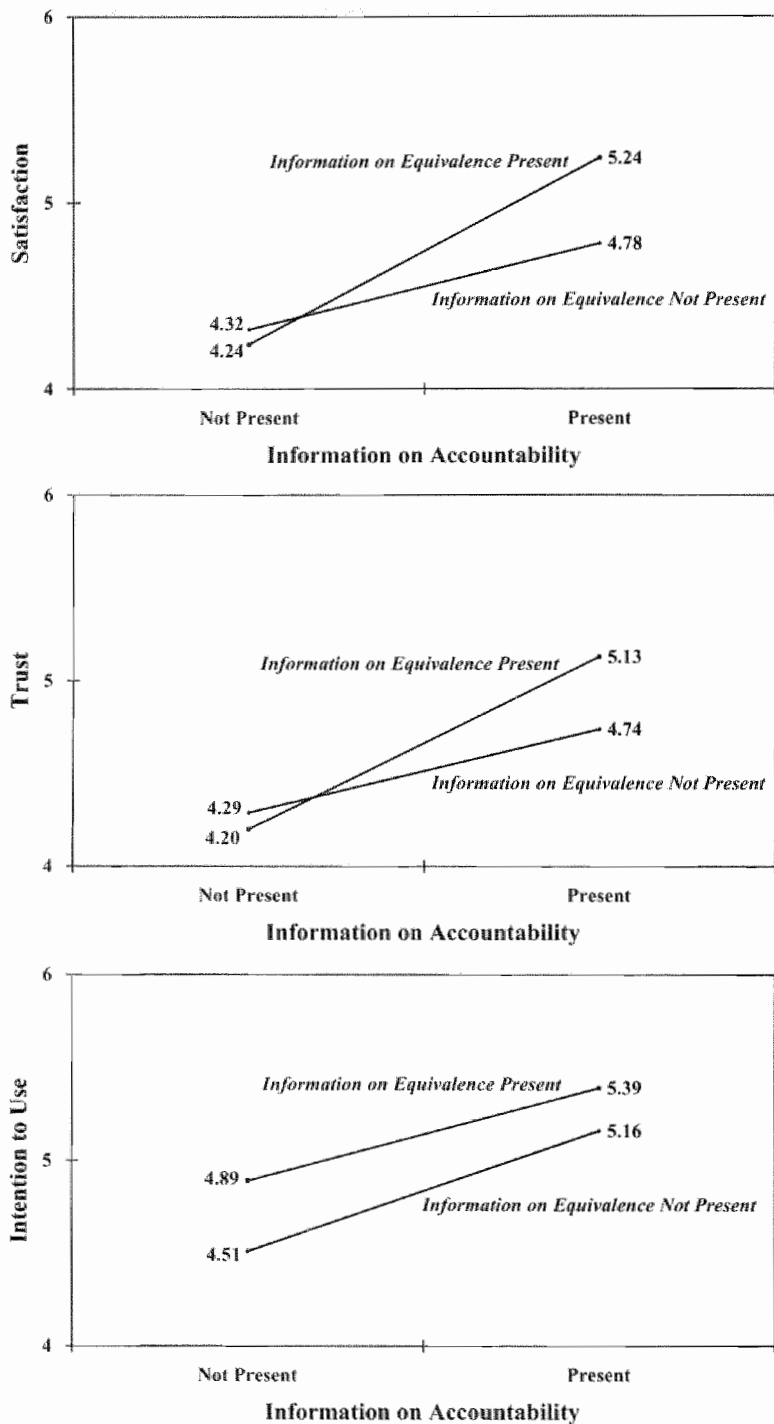 6
Information on Equivalence Present
5.24
Satisfaction
5
4.78
Information on Equivalence Not Present
4.32
4.24
4
Not Present
Present
Information on Accountability
6
Information on Equivalence Present
5.13
Trust
5
4.74
Information on Equivalence Not Present
4.29
4.20
4
Not Present
Present
Information on Accountability
6
Information on Equivalence Present
5.39
Intention to Use
5
5.16
4.89
Information on Equivalence Not Present
4.51
4
Not Present
Present
Information on Accountability